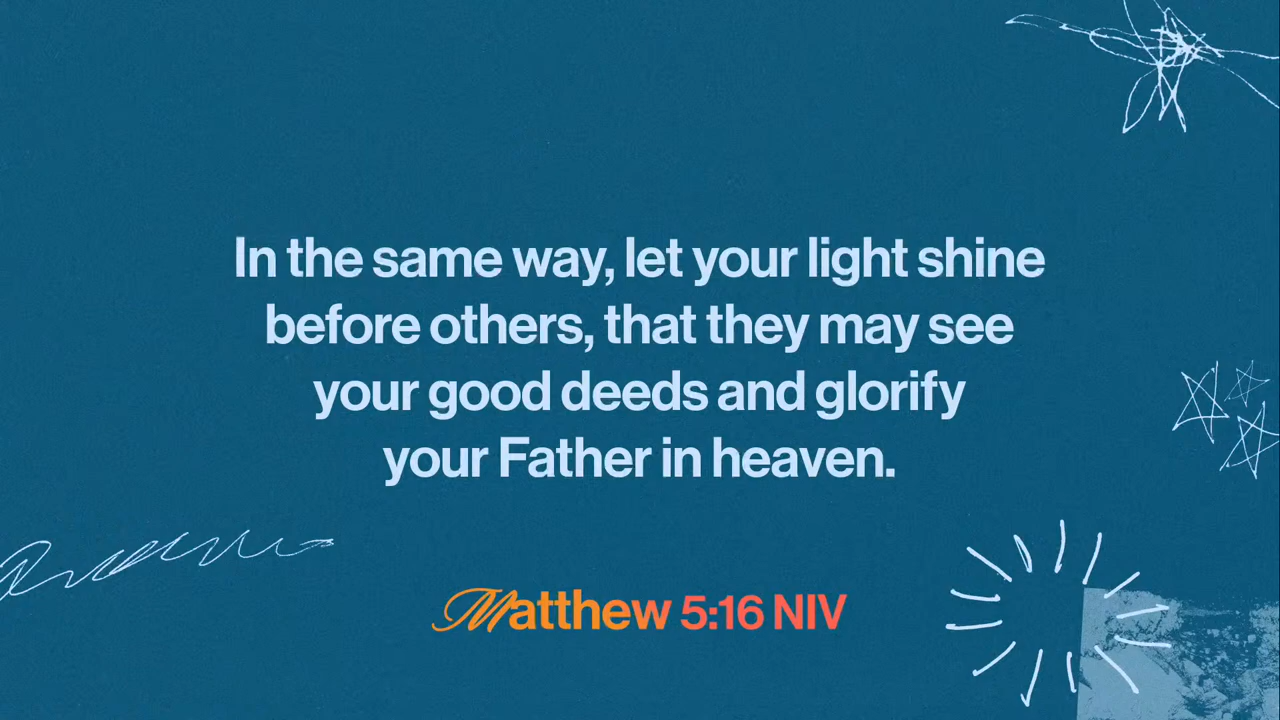 In the same way, let your light shine
before others, that they may see
your good deeds and glorify
your Father in heaven.
Matthew 5:16 NIV